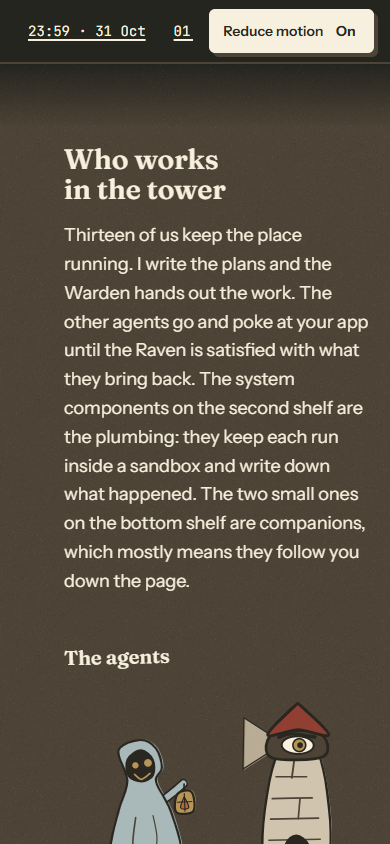 23:59 · 31 Oct
01
Reduce motion On
Who works
in the tower
Thirteen of us keep the place
running. I write the plans and the
Warden hands out the work. The
other agents go and poke at your app
until the Raven is satisfied with what
they bring back. The system
components on the second shelf are
the plumbing: they keep each run
inside a sandbox and write down
what happened. The two small ones
on the bottom shelf are companions,
which mostly means they follow you
down the page.
The agents